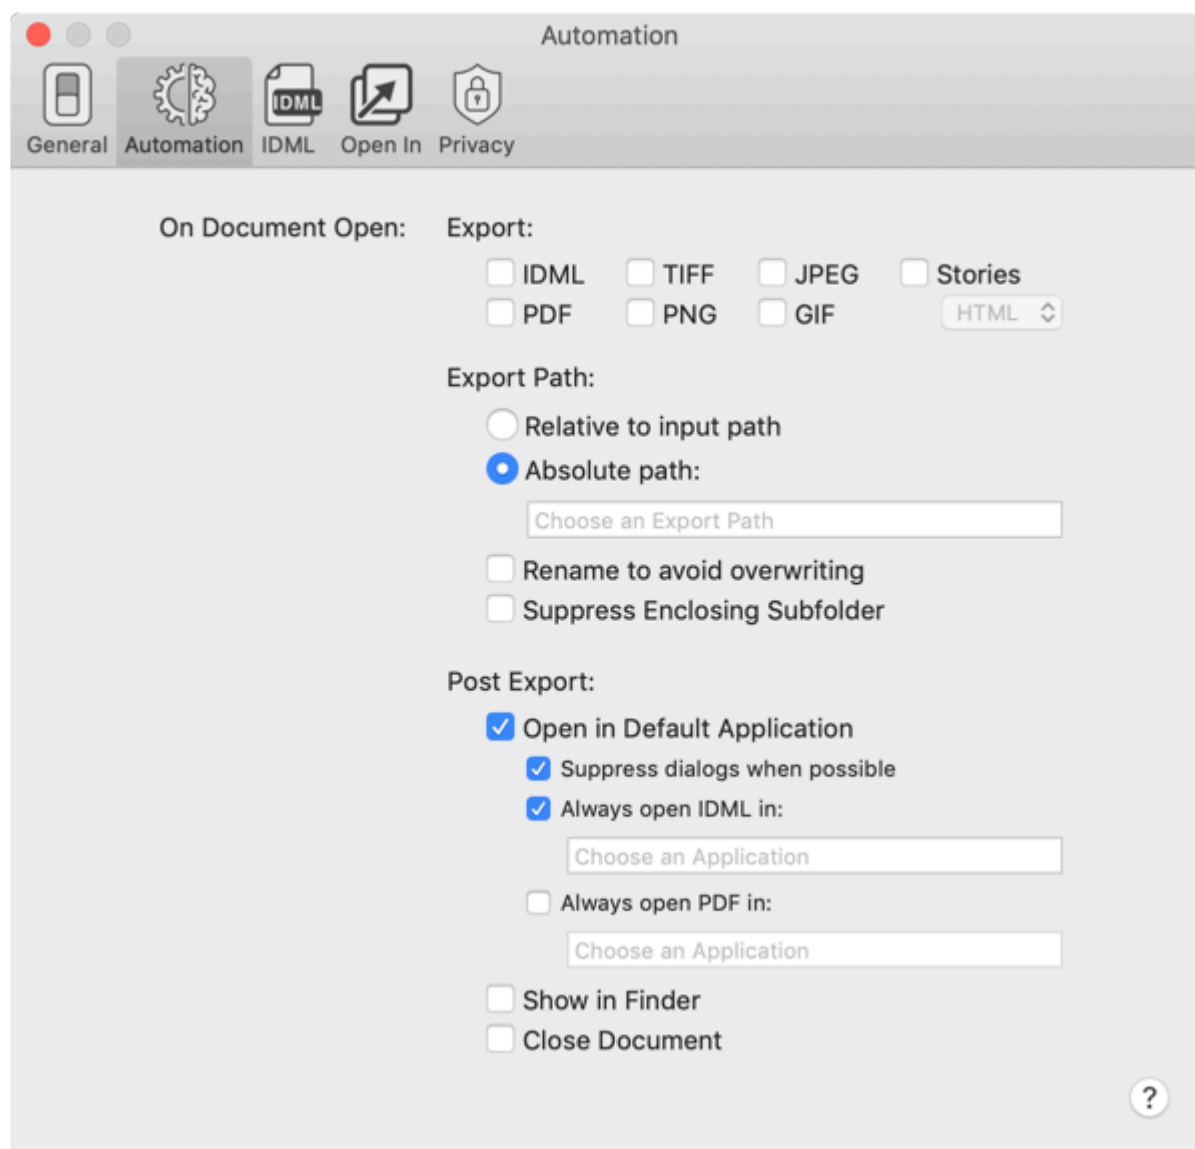 Automation
IDML
General Automation IDML Open In Privacy
On Document Open: Export:
IDML TIFF JPEG Stories
PDF PNG GIF HTML
Export Path:
Relative to input path
Absolute path:
Choose an Export Path
Rename to avoid overwriting
Suppress Enclosing Subfolder
Post Export:
Open in Default Application
Suppress dialogs when possible
Always open IDML in:
Choose an Application
Always open PDF in:
Choose an Application
Show in Finder
Close Document
?